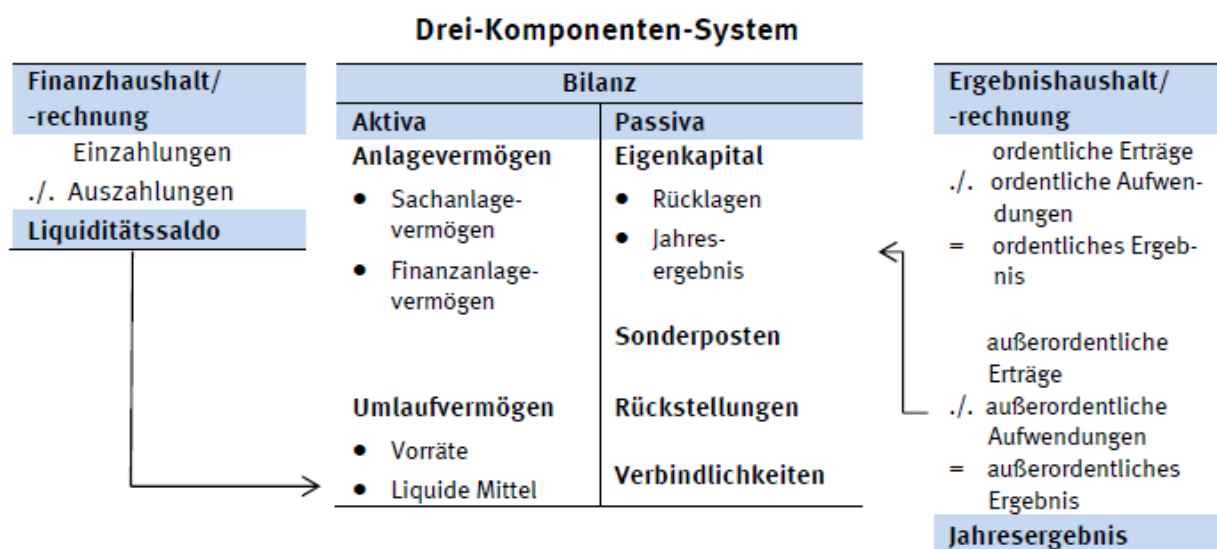 Drei-Komponenten-System
Finanzhaushalt/
-rechnung
Einzahlungen
./. Auszahlungen
Liquiditätssaldo
Bilanz
Aktiva
Anlagevermögen
● Sachanlage-
vermögen
● Finanzanlage-
vermögen
Umlaufvermögen
● Vorräte
● Liquide Mittel
Passiva
Eigenkapital
● Rücklagen
● Jahres-
ergebnis
Sonderposten
Rückstellungen
Verbindlichkeiten
Ergebnishaushalt/
-rechnung
ordentliche Erträge
./. ordentliche Aufwen-
dungen
= ordentliches Ergeb-
nis
außerordentliche
Erträge
./. außerordentliche
Aufwendungen
= außerordentliches
Ergebnis
Jahresergebnis